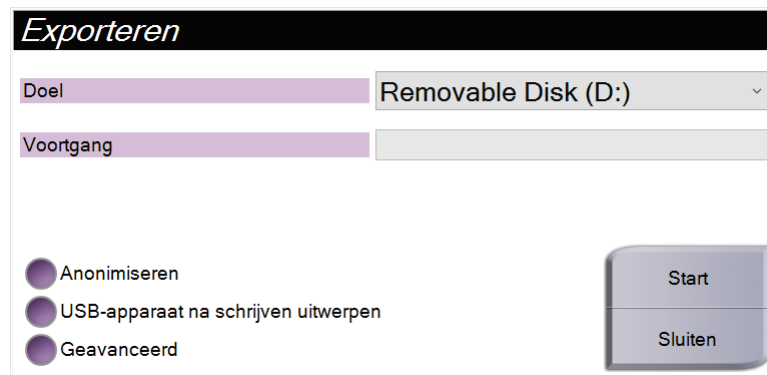 Exporteren
Doel
Removable Disk (D:)
Voortgang
Anonimiseren
USB-apparaat na schrijven uitwerpen
Geavanceerd
Start
Sluiten